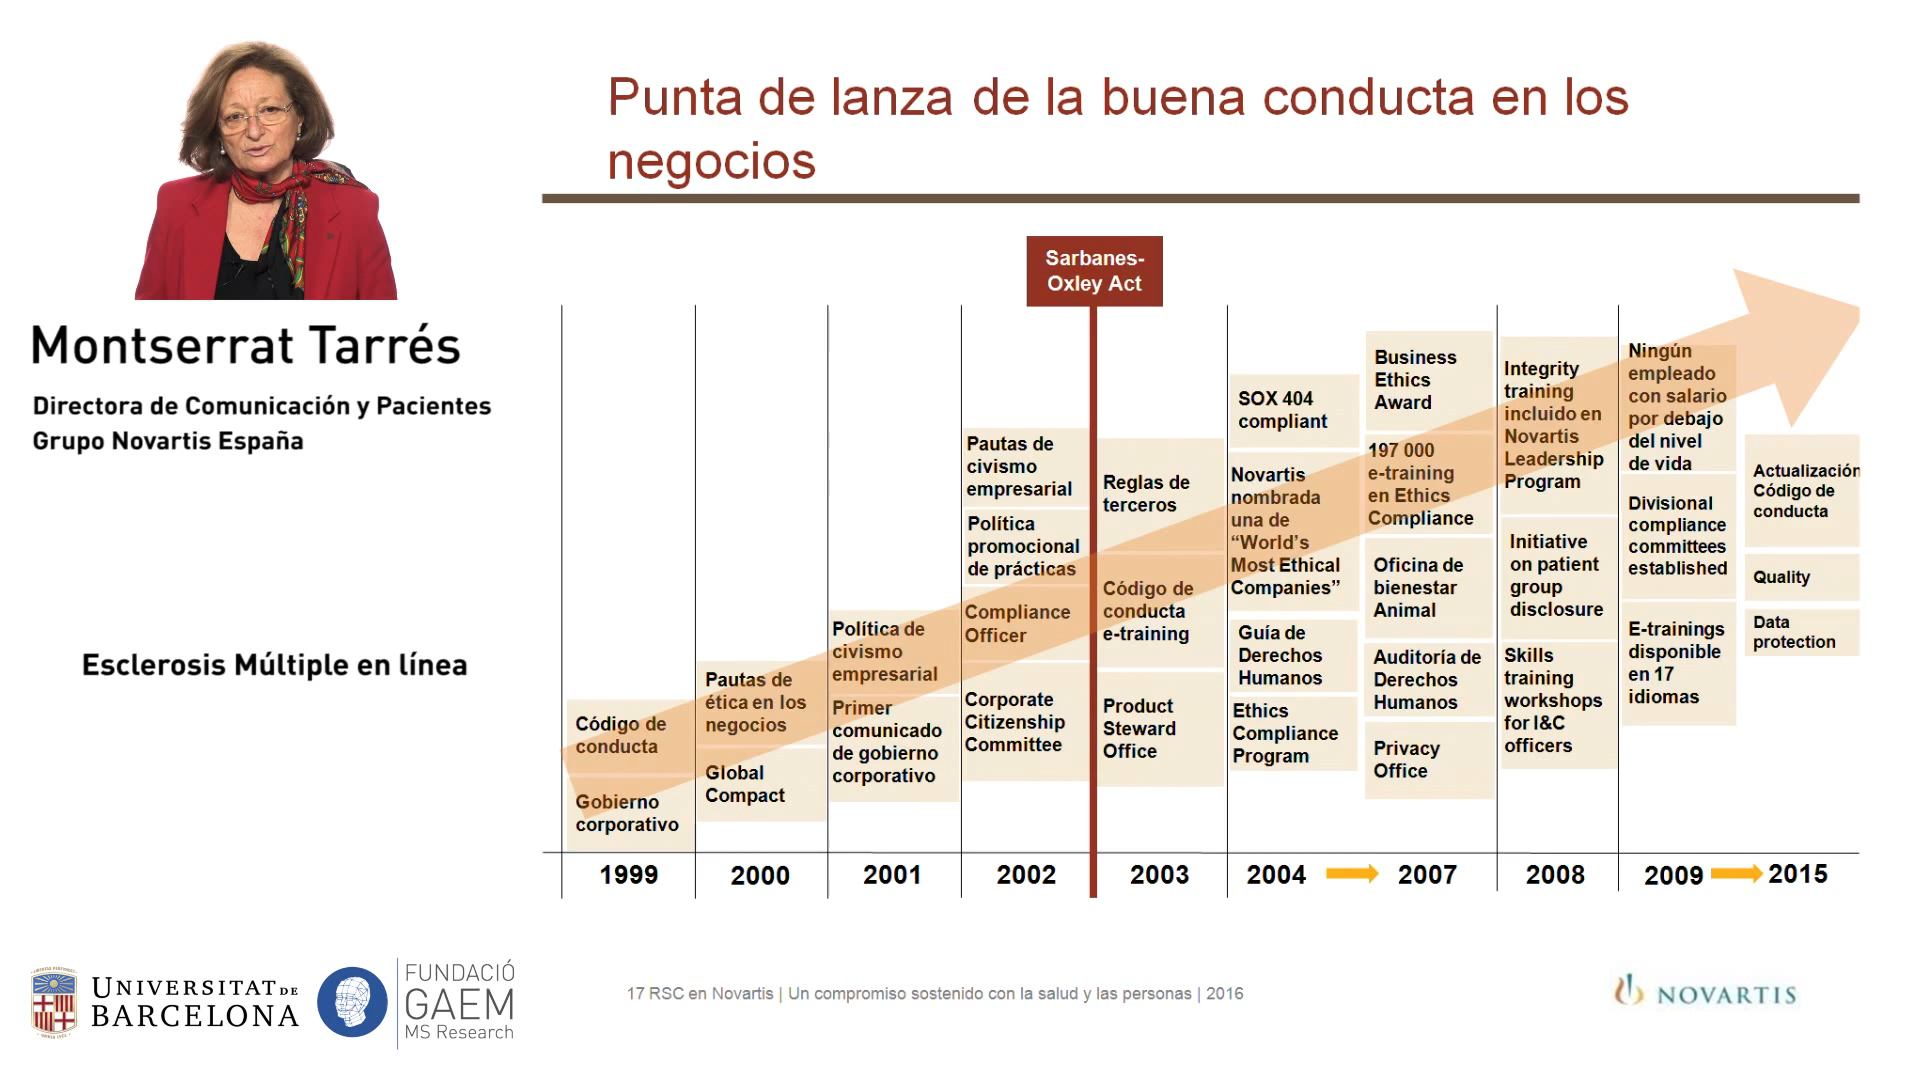 Punta de lanza de la buena conducta en los
negocios
Montserrat Tarrés
Directora de Comunicación y Pacientes
Grupo Novartis España
Esclerosis Múltiple en línea
Sarbanes-
Oxley Act
Código de
conducta
Gobierno
corporativo
1999
Pautas de
ética en los
negocios
Global
Compact
2000
Política de
civismo
empresarial
Primer
comunicado
de gobierno
corporativo
2001
Pautas de
civismo
empresarial
Política
promocional
de prácticas
Compliance
Officer
Corporate
Citizenship
Committee
2002
Reglas de
terceros
Código de
conducta
e-training
Product
Steward
Office
2003
SOX 404
compliant
Novartis
nombrada
una de
“World’s
Most Ethical
Companies”
Guía de
Derechos
Humanos
Ethics
Compliance
Program
2004
Business
Ethics
Award
197 000
e-training
en Ethics
Compliance
Oficina de
bienestar
Animal
Auditoría de
Derechos
Humanos
Privacy
Office
2007
Integrity
training
incluido en
Novartis
Leadership
Program
Initiative
on patient
group
disclosure
Skills
training
workshops
for I&C
officers
2008
Ningún
empleado
con salario
por debajo
del nivel
de vida
Divisional
compliance
committees
established
E-trainings
disponible
en 17
idiomas
2009
Actualización
Código de
conducta
Quality
Data
protection
2015
UNIVERSITAT DE
BARCELONA
FUNDACIÓ
GAEM
MS Research
17 RSC en Novartis | Un compromiso sostenido con la salud y las personas | 2016
NOVARTIS